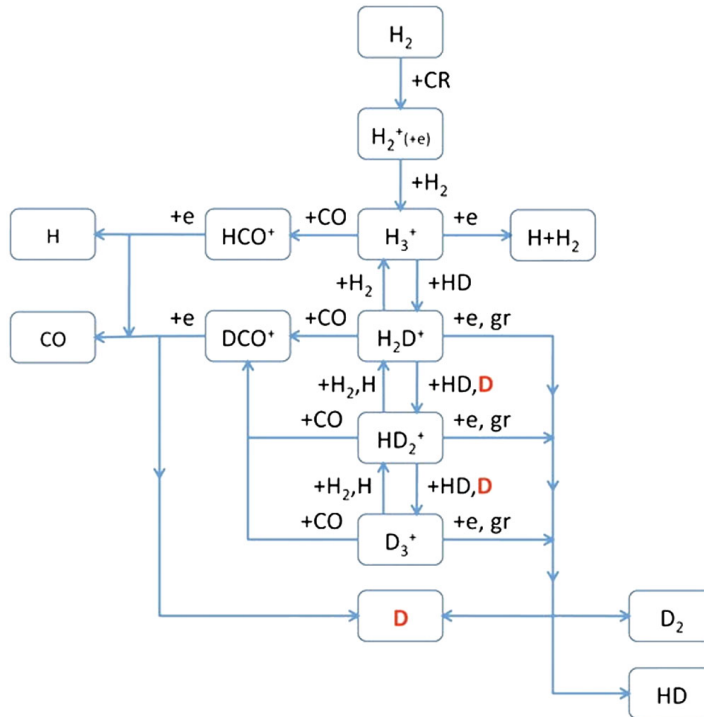 H₂
+CR
H₂⁺(+e)
+H₂
H
+e
HCO⁺
+CO
H₃⁺
+e
H+H₂
+H₂
+HD
CO
+e
DCO⁺
+CO
H₂D⁺
+e, gr
+H₂,H
+HD,D
+CO
HD₂⁺
+e, gr
+H₂,H
+HD,D
+CO
D₃⁺
+e, gr
D
D₂
HD